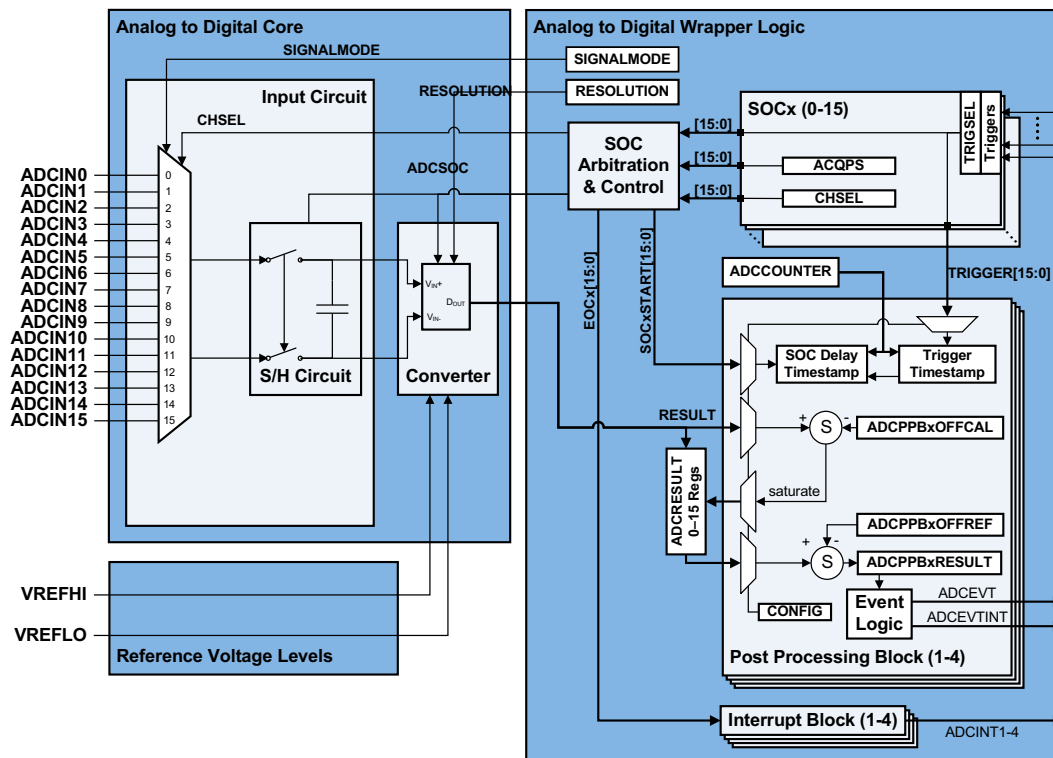 Analog to Digital Core
Analog to Digital Wrapper Logic
SIGNALMODE
SIGNALMODE
Input Circuit
RESOLUTION
RESOLUTION
SOCx (0-15)
CHSEL
SOC
Arbitration
& Control
[15:0]
[15:0]
[15:0]
ACQPS
CHSEL
TRIGSEL
Triggers
ADCSOC
ADCIN0
ADCIN1
ADCIN2
ADCIN3
ADCIN4
ADCIN5
ADCIN6
ADCIN7
ADCIN8
ADCIN9
ADCIN10
ADCIN11
ADCIN12
ADCIN13
ADCIN14
ADCIN15
0
1
2
3
4
5
6
7
8
9
10
11
12
13
14
15
S/H Circuit
VIN+
VIN-
DOUT
Converter
EOCx[15:0]
SOCxSTART[15:0]
ADCCOUNTER
TRIGGER[15:0]
SOC Delay
Timestamp
Trigger
Timestamp
RESULT
+
S
-
ADCPPBxOFFCAL
ADCRESULT
0–15 Regs
saturate
ADCPPBxOFFREF
+
-
S
ADCPPBxRESULT
CONFIG
Event
Logic
ADCEVT
ADCEVTINT
Post Processing Block (1-4)
VREFHI
VREFLO
Reference Voltage Levels
Interrupt Block (1-4)
ADCINT1-4